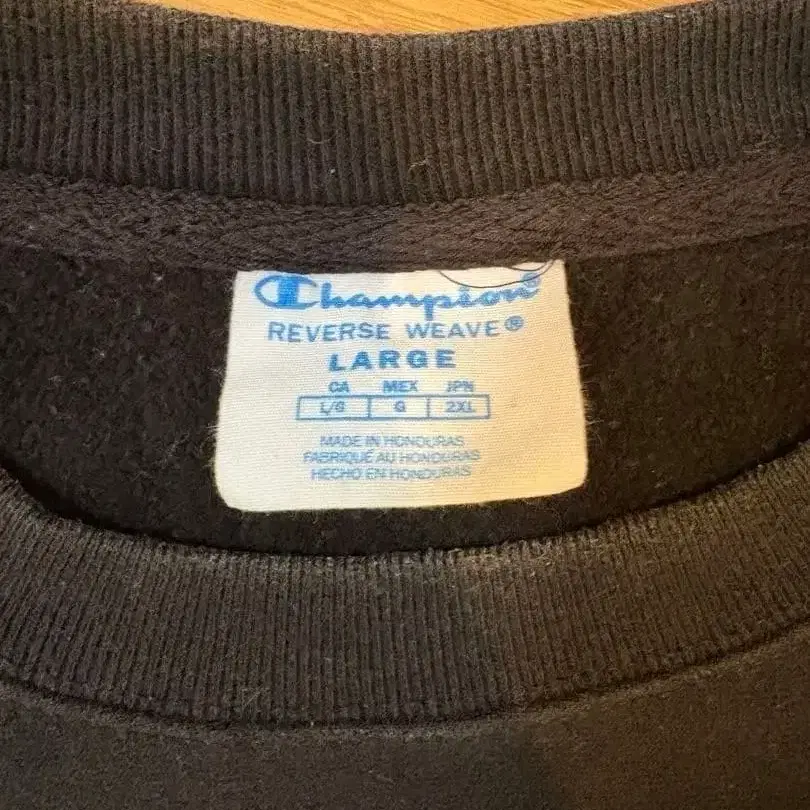 Champion®
REVERSE WEAVE®
LARGE
CA MEX JPN
L/G G 2XL
MADE IN HONDURAS
FABRIQUÉ AU HONDURAS
HECHO EN HONDURAS